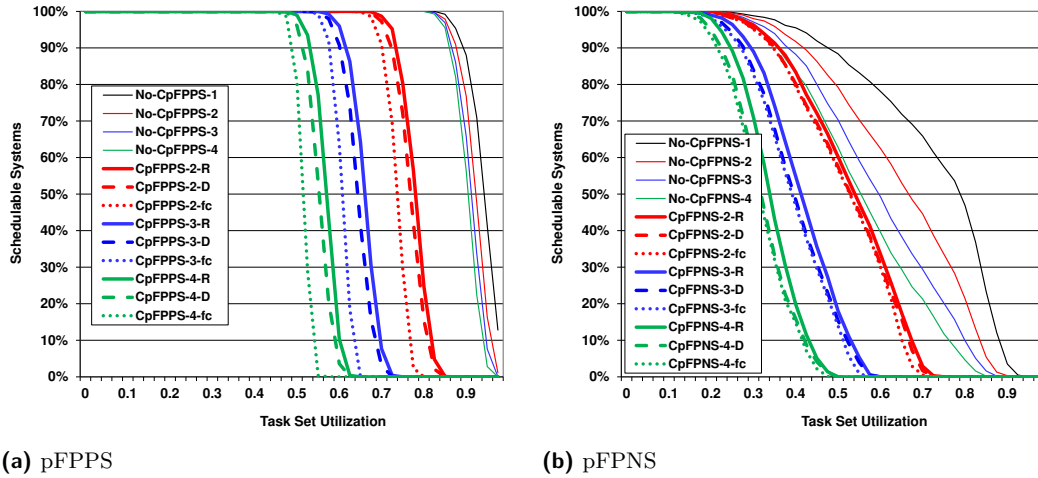 100%
90%
80%
70%
60%
50%
40%
30%
20%
10%
0%
Schedulable Systems
No-CpFPPS-1
No-CpFPPS-2
No-CpFPPS-3
No-CpFPPS-4
CpFPPS-2-R
CpFPPS-2-D
CpFPPS-2-fc
CpFPPS-3-R
CpFPPS-3-D
CpFPPS-3-fc
CpFPPS-4-R
CpFPPS-4-D
CpFPPS-4-fc
0 0.1 0.2 0.3 0.4 0.5 0.6 0.7 0.8 0.9
Task Set Utilization
(a) pFPPS
100%
90%
80%
70%
60%
50%
40%
30%
20%
10%
0%
Schedulable Systems
No-CpFPNS-1
No-CpFPNS-2
No-CpFPNS-3
No-CpFPNS-4
CpFPNS-2-R
CpFPNS-2-D
CpFPNS-2-fc
CpFPNS-3-R
CpFPNS-3-D
CpFPNS-3-fc
CpFPNS-4-R
CpFPNS-4-D
CpFPNS-4-fc
0 0.1 0.2 0.3 0.4 0.5 0.6 0.7 0.8 0.9
Task Set Utilization
(b) pFPNS